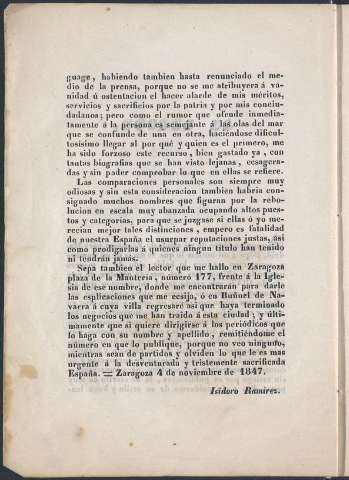 guage, habiendo tambien hasta renunciado el me-
dio de la prensa, porque no se me atribuyera á va-
nidad ú ostentacion el hacer alarde de mis méritos,
servicios y sacrificios por la patria y por mis conciu-
dadanos; pero como el rumor que ofende inmedia-
tamente á la persona es semejante á las olas del mar
que se confunde de una en otra, haciéndose dificul-
tosísimo llegar al por qué y quien es el primero, me
ha sido forzoso este recurso, bien gastado ya, con
tautos biografias que se han visto lejanas, ecsagera-
das y sin poder comprobar lo que en ellas se refiere.
Las comparaciones personales son siempre muy
odiosas y sin esta consideracion tambien habria con-
signado muchos nombres que figuran por la rebo-
lucion en escala muy abanzada ocupando altos pues-
tos y categorías, para que se jozgase si ellas ó yo me-
recian mejor tales distinciones, empero es fatalidad
de nuestra España el usurpar reputaciones justas, asi
como prodigarlas á quienes ningun título han tenido
ni tendrán jamás.
Sepa tambien el lector que me hallo en Zaragoza
plaza de la Mantería, número 177, frente á la Igle-
sia de ese nombre, donde me encontrarán para darle
las esplicaciones que me ecsija, ó en Buñuel de Na-
vaera á cuya villa regresaré asi que haya terminado
los negocios que me han traido á esta ciudad; y últi-
mamente que si quiere dirigirse á los periódicos que
lo haga con su nombre y apellido, remitiéndome el
número en que lo publique, porque no veo ninguno,
mientras sean de partidos y olviden lo que le es mas
urgente á la desventurada y tristemente sacrificada
España. = Zaragoza 4 de noviembre de 1847.
Isidoro Ramirez.